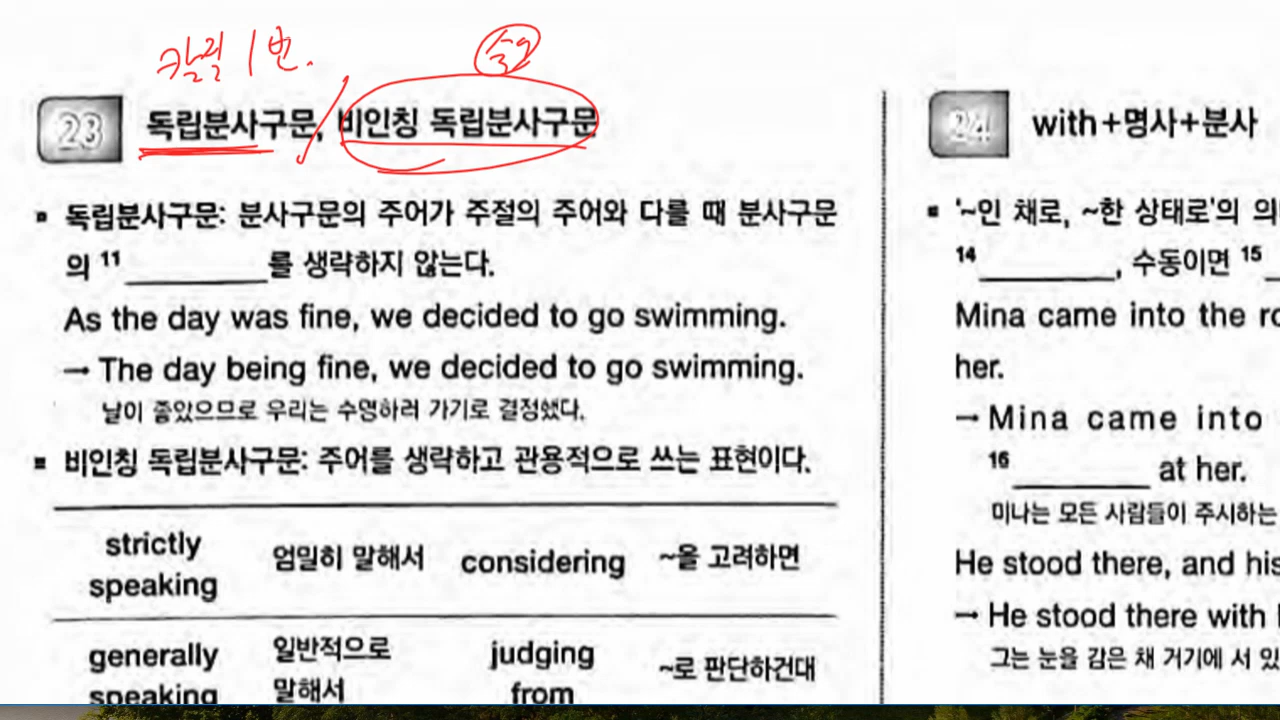 1번.
숙어
23 독립분사구문, 비인칭 독립분사구문
▪ 독립분사구문: 분사구문의 주어가 주절의 주어와 다를 때 분사구문
의 11 ________를 생략하지 않는다.
As the day was fine, we decided to go swimming.
→ The day being fine, we decided to go swimming.
날이 좋았으므로 우리는 수영하러 가기로 결정했다.
▪ 비인칭 독립분사구문: 주어를 생략하고 관용적으로 쓰는 표현이다.
strictly speaking 엄밀히 말해서 considering ~을 고려하면
generally speaking 일반적으로 말해서 judging from ~로 판단하건대
24 with+명사+분사
▪ '~인 채로, ~한 상태로'의 의
14 ________, 수동이면 15
Mina came into the ro
her.
→ Mina came into
16 ________ at her.
미나는 모든 사람들이 주시하는
He stood there, and his
→ He stood there with
그는 눈을 감은 채 거기에 서 있